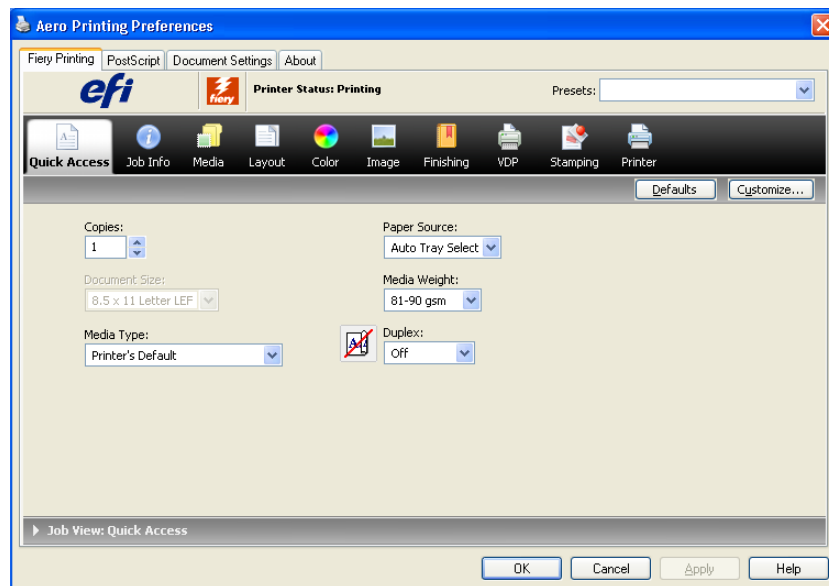 Aero Printing Preferences
Fiery Printing PostScript Document Settings About
efi fiery Printer Status: Printing Presets:
Quick Access Job Info Media Layout Color Image Finishing VDP Stamping Printer
Defaults Customize...
Copies: Paper Source:
1 Auto Tray Select
Document Size: Media Weight:
8.5 x 11 Letter LEF 81-90 gsm
Media Type: Duplex:
Printer's Default Off
Job View: Quick Access
OK Cancel Apply Help